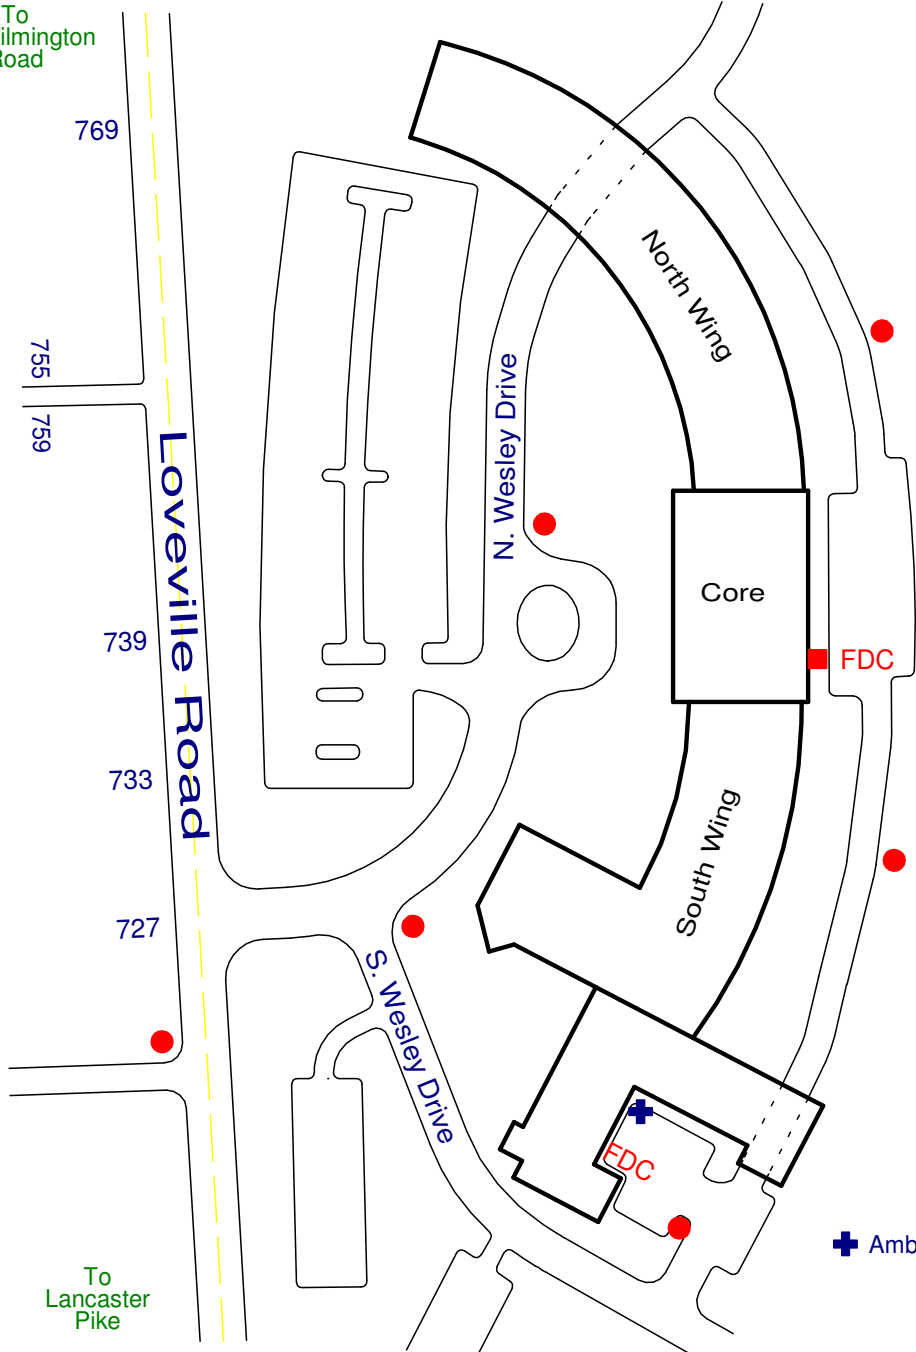 To
ilmington
Road
769
755
759
Loveville Road
739
733
727
North Wing
N. Wesley Drive
Core
FDC
South Wing
S. Wesley Drive
FDC
Amb
To
Lancaster
Pike